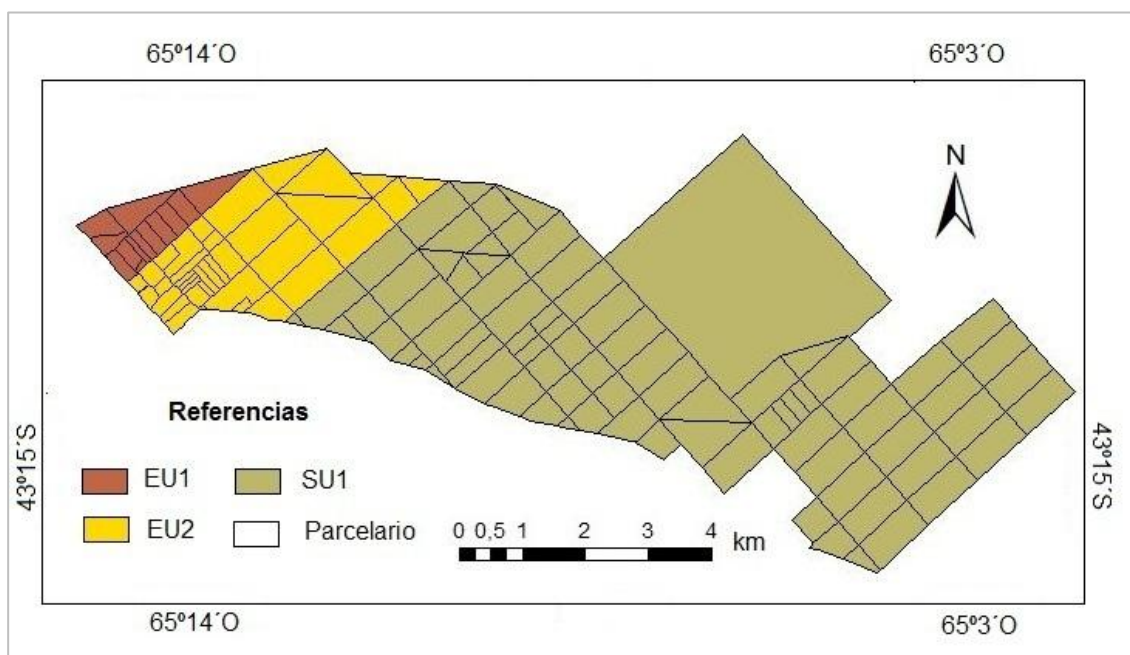 65º14´O 65º3´O
N
Referencias
43º15´S 43º15´S
EU1 SU1
EU2 Parcelario
0 0,5 1 2 3 4 km
65º14´O 65º3´O